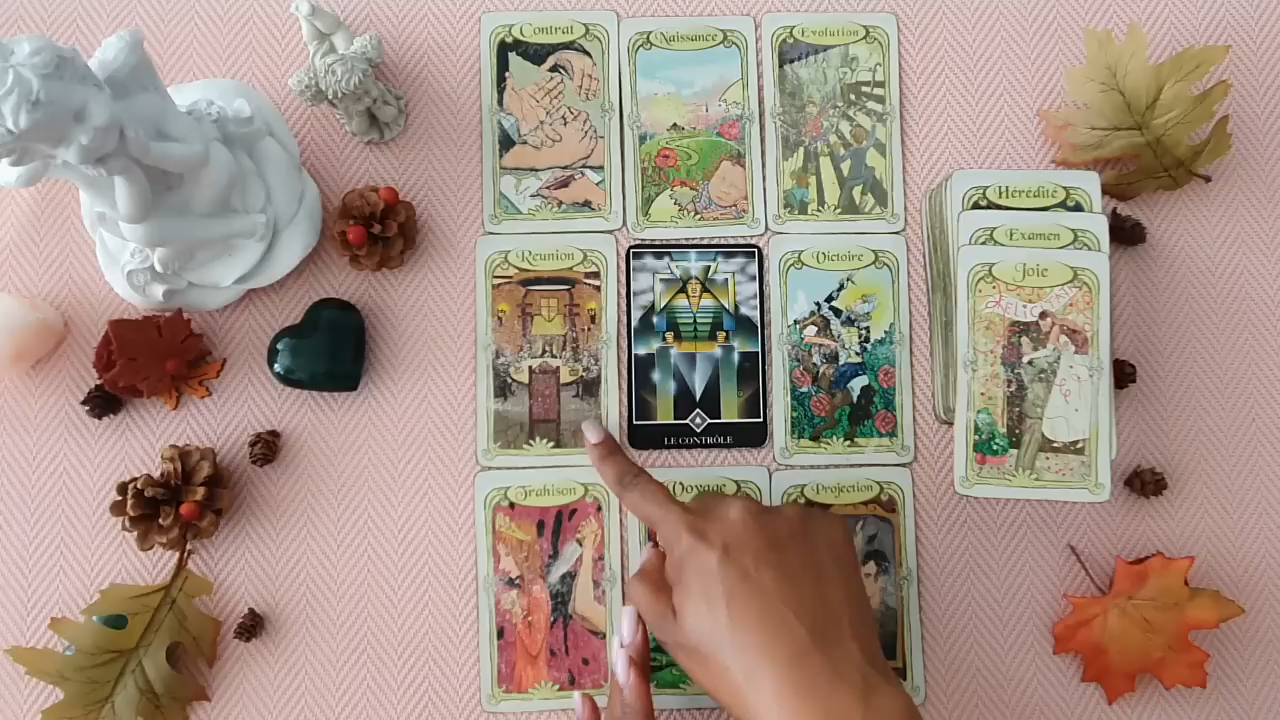 Contrat
Naissance
Evolution
Hérédité
Examen
Joie
Reunion
LE CONTRÔLE
Victoire
Trahison
Voyage
Projection